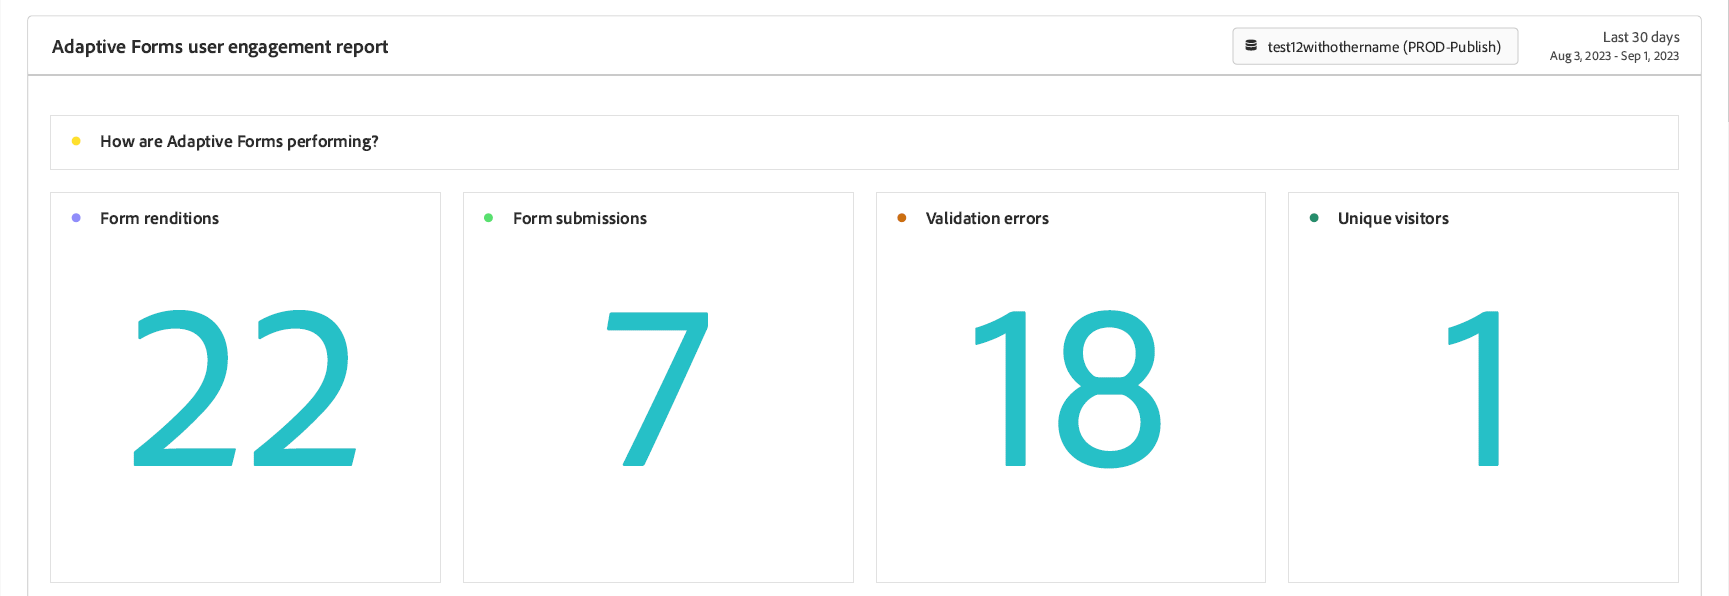 Adaptive Forms user engagement report
test12withothername (PROD-Publish)
Last 30 days
Aug 3, 2023 - Sep 1, 2023
How are Adaptive Forms performing?
Form renditions
22
Form submissions
7
Validation errors
18
Unique visitors
1